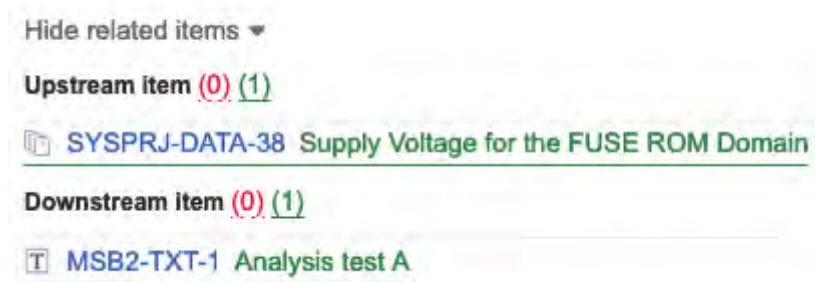 Hide related items
Upstream item (0) (1)
SYSPRJ-DATA-38 Supply Voltage for the FUSE ROM Domain
Downstream item (0) (1)
T MSB2-TXT-1 Analysis test A